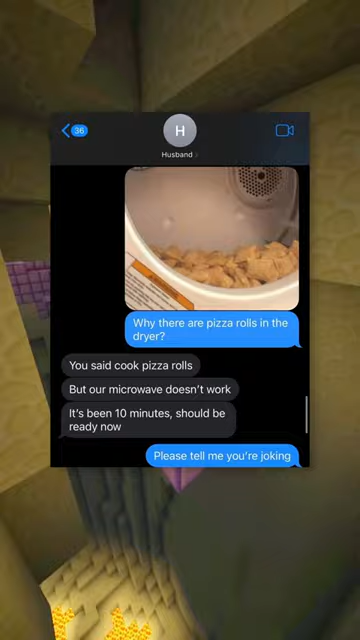 36
H
Husband
Why there are pizza rolls in the
dryer?
You said cook pizza rolls
But our microwave doesn't work
It's been 10 minutes, should be
ready now
Please tell me you're joking